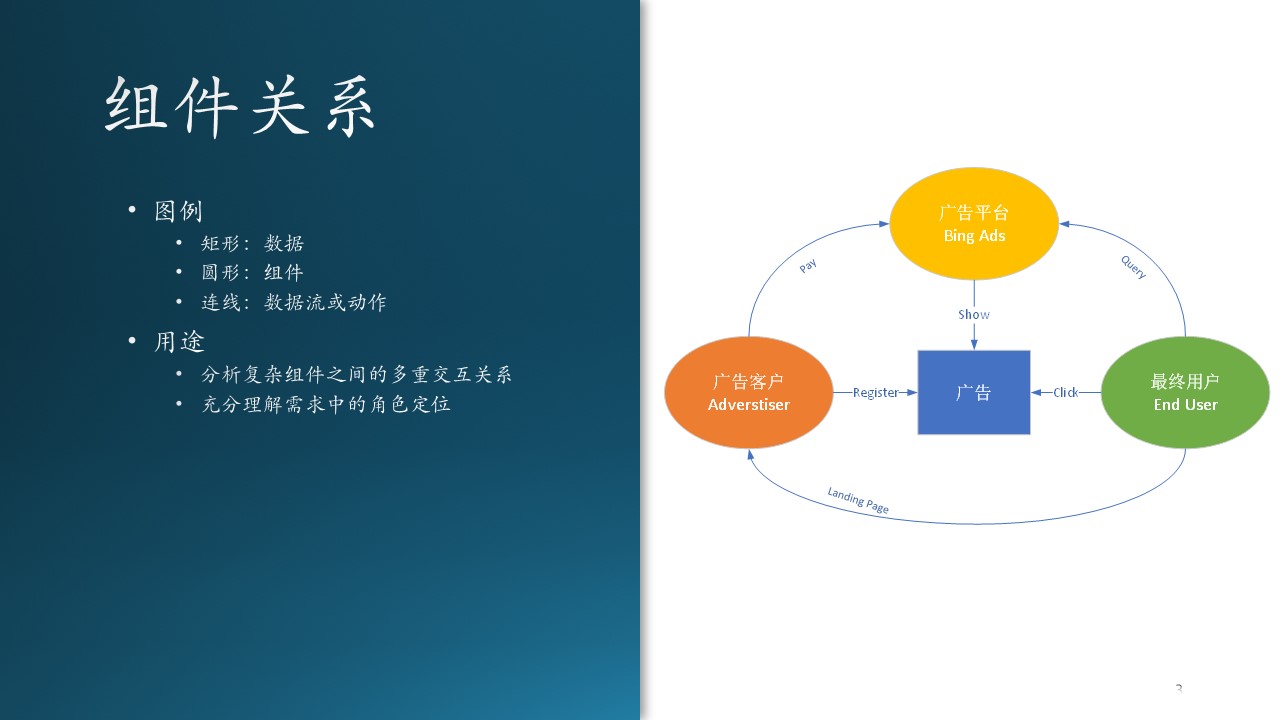 组件关系
• 图例
• 矩形：数据
• 圆形：组件
• 连线：数据流或动作
• 用途
• 分析复杂组件之间的多重交互关系
• 充分理解需求中的角色定位
广告平台
Bing Ads
Pay
Query
Show
广告客户
Adverstiser
Register
广告
Click
最终用户
End User
Landing Page
3